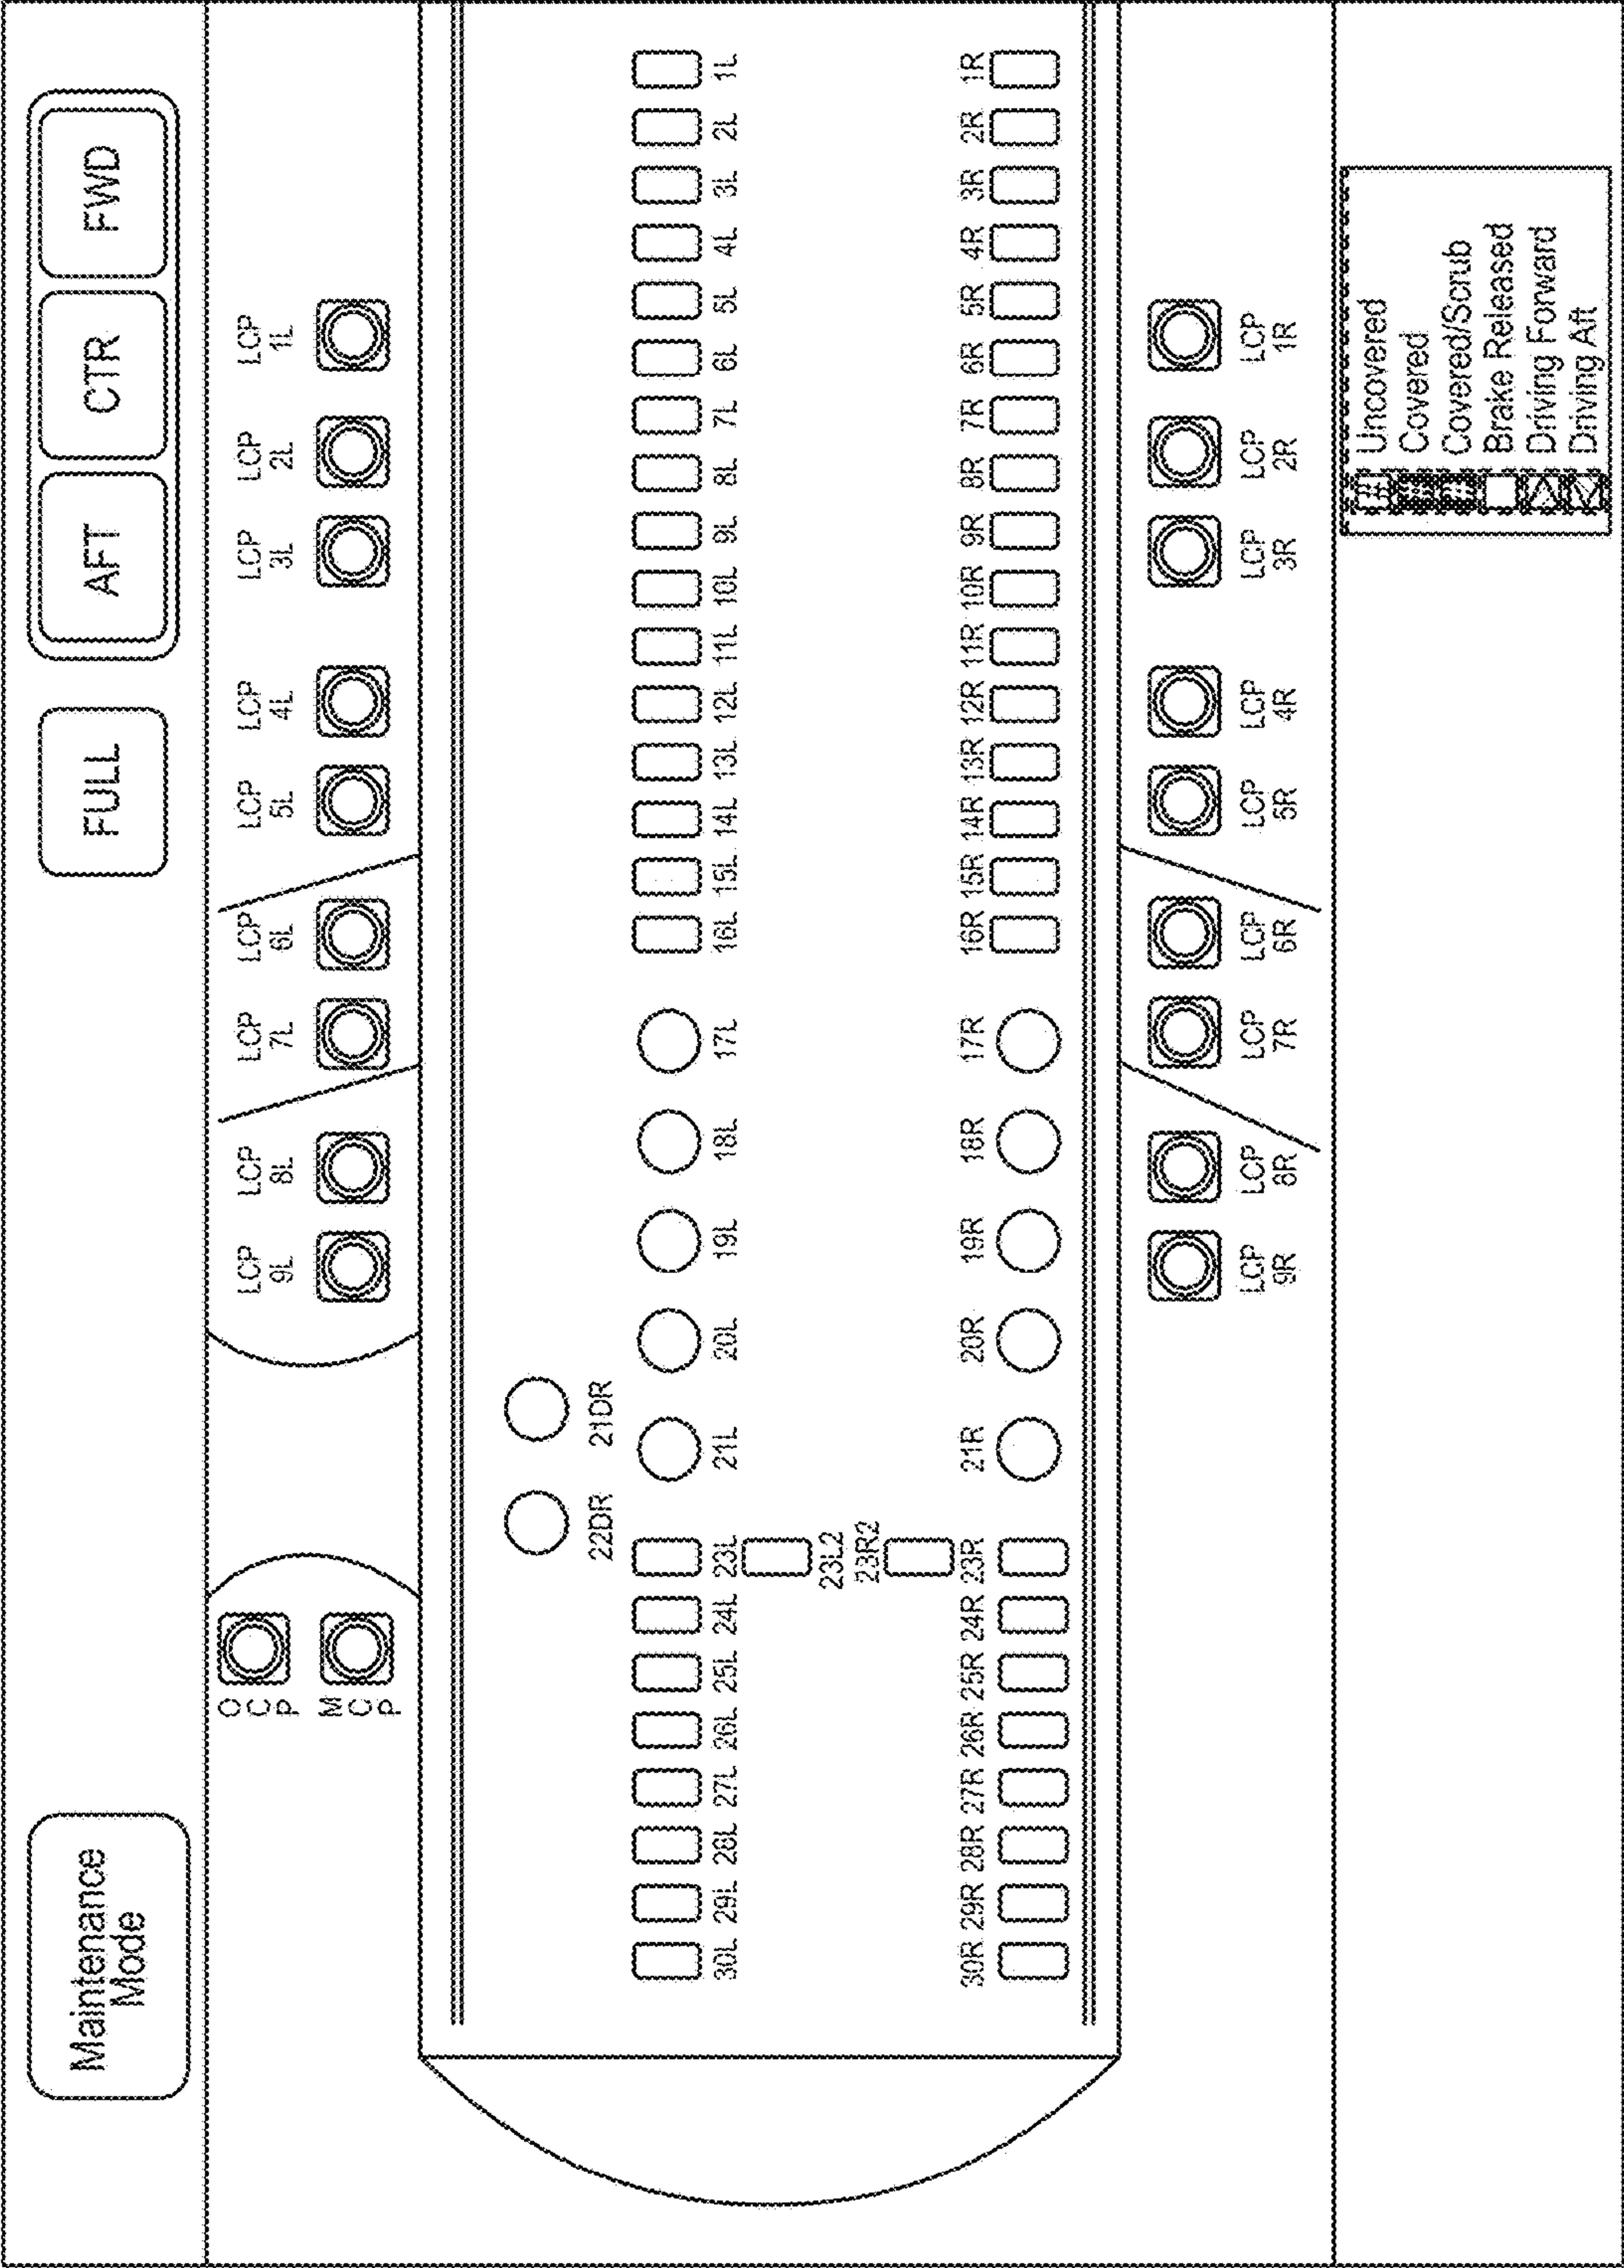 Maintenance
Mode
FULL
AFT
CTR
FWD
O
C
P
M
C
P
LCP
9L
LCP
8L
LCP
7L
LCP
6L
LCP
5L
LCP
4L
LCP
3L
LCP
2L
LCP
1L
22DR
21DR
30L 29L 28L 27L 26L 25L 24L 23L 21L 20L 19L 18L 17L 16L 15L 14L 13L 12L 11L 10L 9L 8L 7L 6L 5L 4L 3L 2L 1L
23L2
23R2
30R 29R 28R 27R 26R 25R 24R 23R 21R 20R 19R 18R 17R 16R 15R 14R 13R 12R 11R 10R 9R 8R 7R 6R 5R 4R 3R 2R 1R
LCP
9R
LCP
8R
LCP
7R
LCP
6R
LCP
5R
LCP
4R
LCP
3R
LCP
2R
LCP
1R
# Uncovered
# Covered
# Covered/Scrub
Brake Released
Driving Forward
Driving Aft